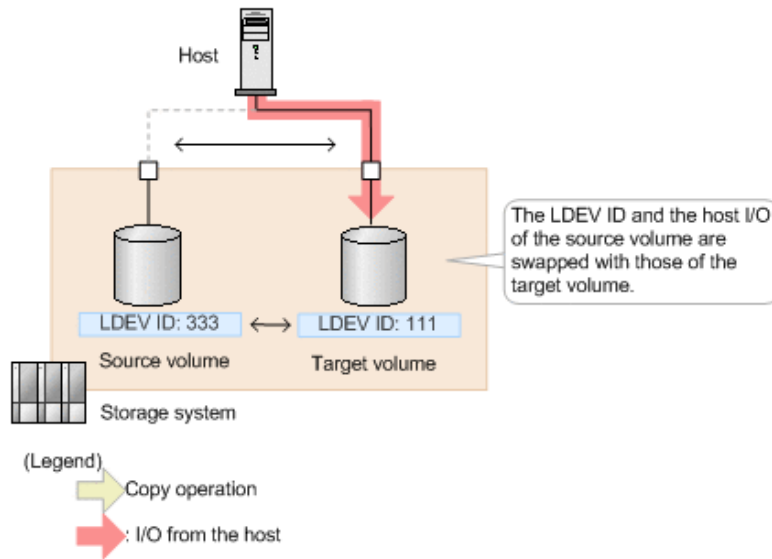 Host
The LDEV ID and the host I/O
of the source volume are
swapped with those of the
target volume.
LDEV ID: 333
LDEV ID: 111
Source volume
Target volume
Storage system
(Legend)
Copy operation
: I/O from the host